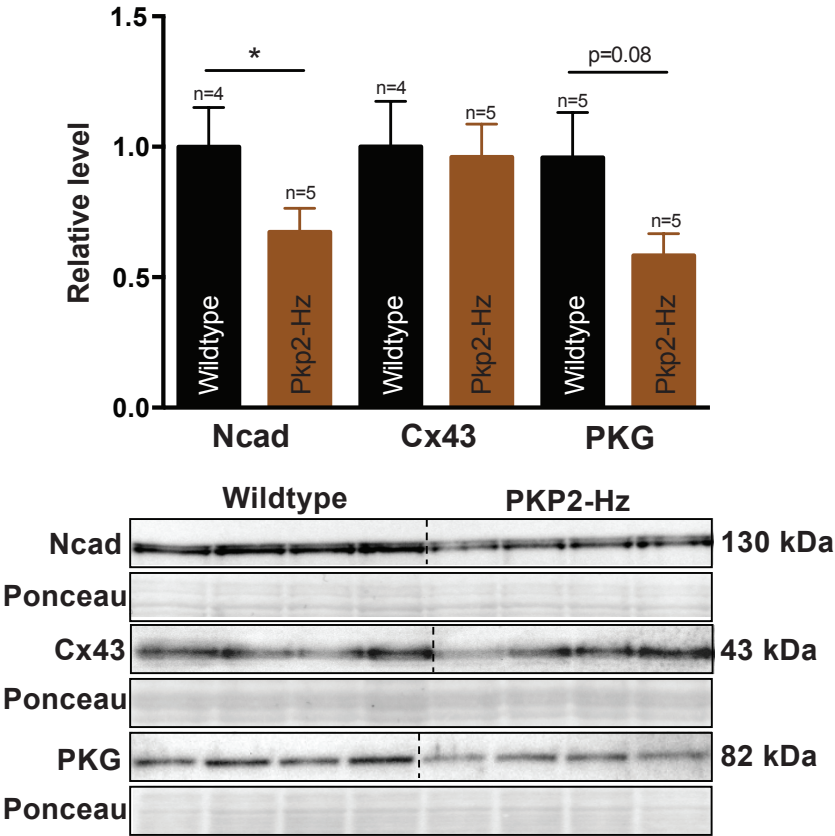 1.5
*
p=0.08
n=4
n=4
n=5
n=5
n=5
n=5
1.0
Relative level
0.5
Wildtype
Pkp2-Hz
Wildtype
Pkp2-Hz
Wildtype
Pkp2-Hz
0.0
Ncad
Cx43
PKG
Wildtype
PKP2-Hz
Ncad
130 kDa
Ponceau
Cx43
43 kDa
Ponceau
PKG
82 kDa
Ponceau